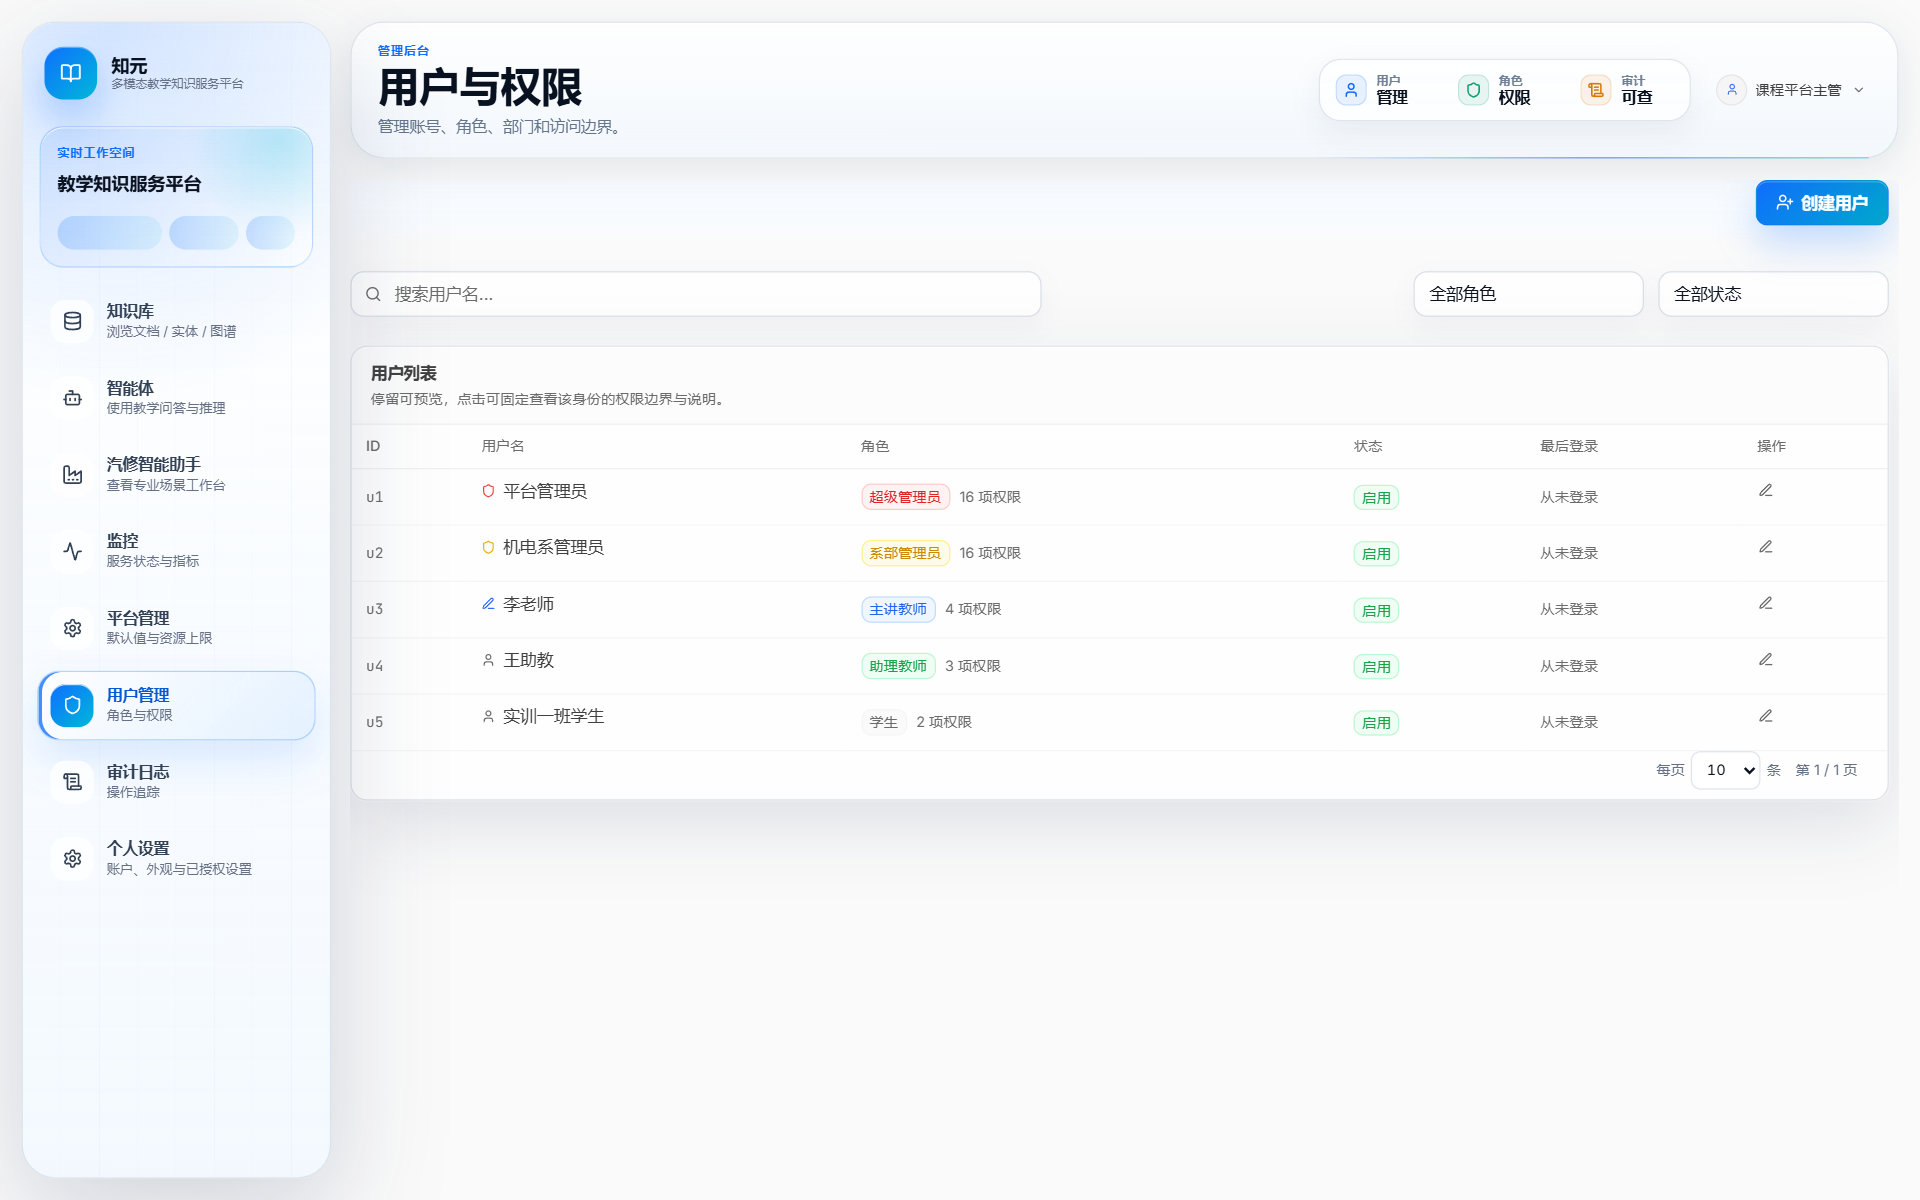 知元
多模态教学知识服务平台
实时工作空间
教学知识服务平台
知识库
浏览文档 / 实体 / 图谱
智能体
使用教学问答与推理
汽修智能助手
查看专业场景工作台
监控
服务状态与指标
平台管理
默认值与资源上限
用户管理
角色与权限
审计日志
操作追踪
个人设置
账户、外观与已授权设置
管理后台
用户与权限
管理账号、角色、部门和访问边界。
用户
管理
角色
权限
审计
可查
课程平台主管
创建用户
搜索用户名...
全部角色
全部状态
用户列表
停留可预览，点击可固定查看该身份的权限边界与说明。
ID 用户名 角色 状态 最后登录 操作
u1 平台管理员 超级管理员 16 项权限 启用 从未登录
u2 机电系管理员 系部管理员 16 项权限 启用 从未登录
u3 李老师 主讲教师 4 项权限 启用 从未登录
u4 王助教 助理教师 3 项权限 启用 从未登录
u5 实训一班学生 学生 2 项权限 启用 从未登录
每页 10 条 第 1 / 1 页